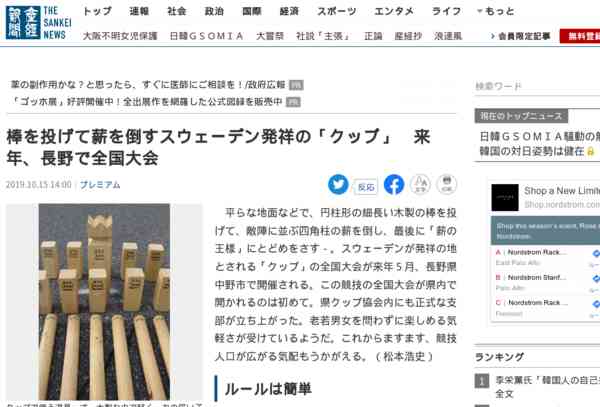 産経新聞
THE SANKEI NEWS
トップ 速報 社会 政治 国際 経済 スポーツ エンタメ ライフ もっと
大阪不明女児保護 日韓ＧＳＯＭＩＡ 大嘗祭 社説「主張」 正論 産経抄 浪速風
会員限定記事
無料登録
薬の副作用かな？と思ったら、すぐに医師にご相談を！/政府広報 PR
「ゴッホ展」好評開催中！全出展作を網羅した公式図録を販売中 PR
検索ワード
棒を投げて薪を倒すスウェーデン発祥の「クッブ」　来
年、長野で全国大会
2019.10.15 14:00 プレミアム
反応
文字
印刷
平らな地面などで、円柱形の細長い木製の棒を投
げて、敵陣に並ぶ四角柱の薪を倒し、最後に「薪の
王様」にとどめをさす－。スウェーデンが発祥の地
とされる「クッブ」の全国大会が来年５月、長野県
中野市で開催される。この競技の全国大会が県内で
開かれるのは初めて。県クッブ協会内にも正式な支
部が立ち上がった。老若男女を問わずに楽しめる気
軽さが受けているようだ。これからますます、競技
人口が広がる気配もうかがえる。（松本浩史）
ルールは簡単
現在のトップニュース
日韓ＧＳＯＭＩＡ騒動の
韓国の対日姿勢は健在
Shop a New Limite
Shop.nordstrom.com
Shop this season's event, Rose
Nordstrom.
A | Nordstrom Rack...
East Palo Alto
B | Nordstrom Stanf...
Palo Alto
C | Nordstrom Rack ...
Fremont
ランキング
1 李栄薫氏「韓国人の自己
全文